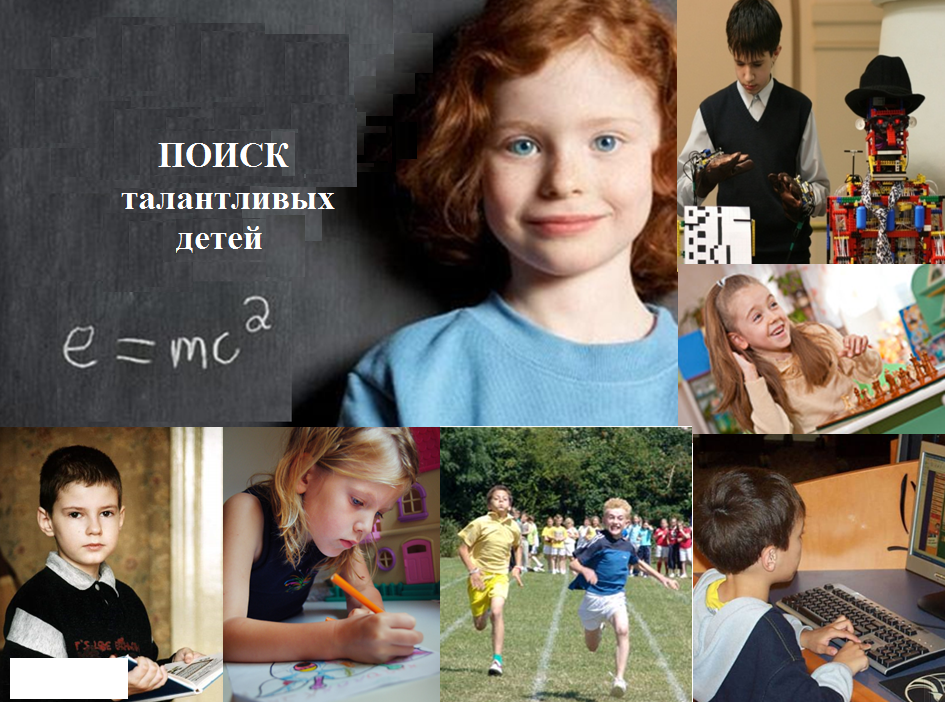 ПОИСК
талантливых
детей
e = mc²